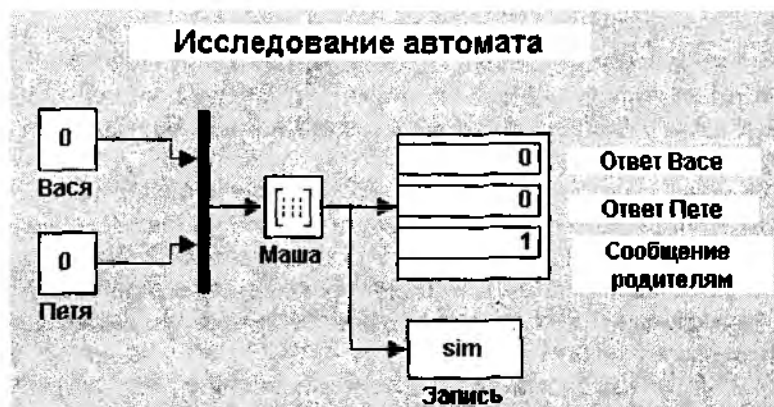 Исследование автомата
0
Вася
0
Петя
Маша
0
0
1
Ответ Васе
Ответ Пете
Сообщение
родителям
sim
Запись